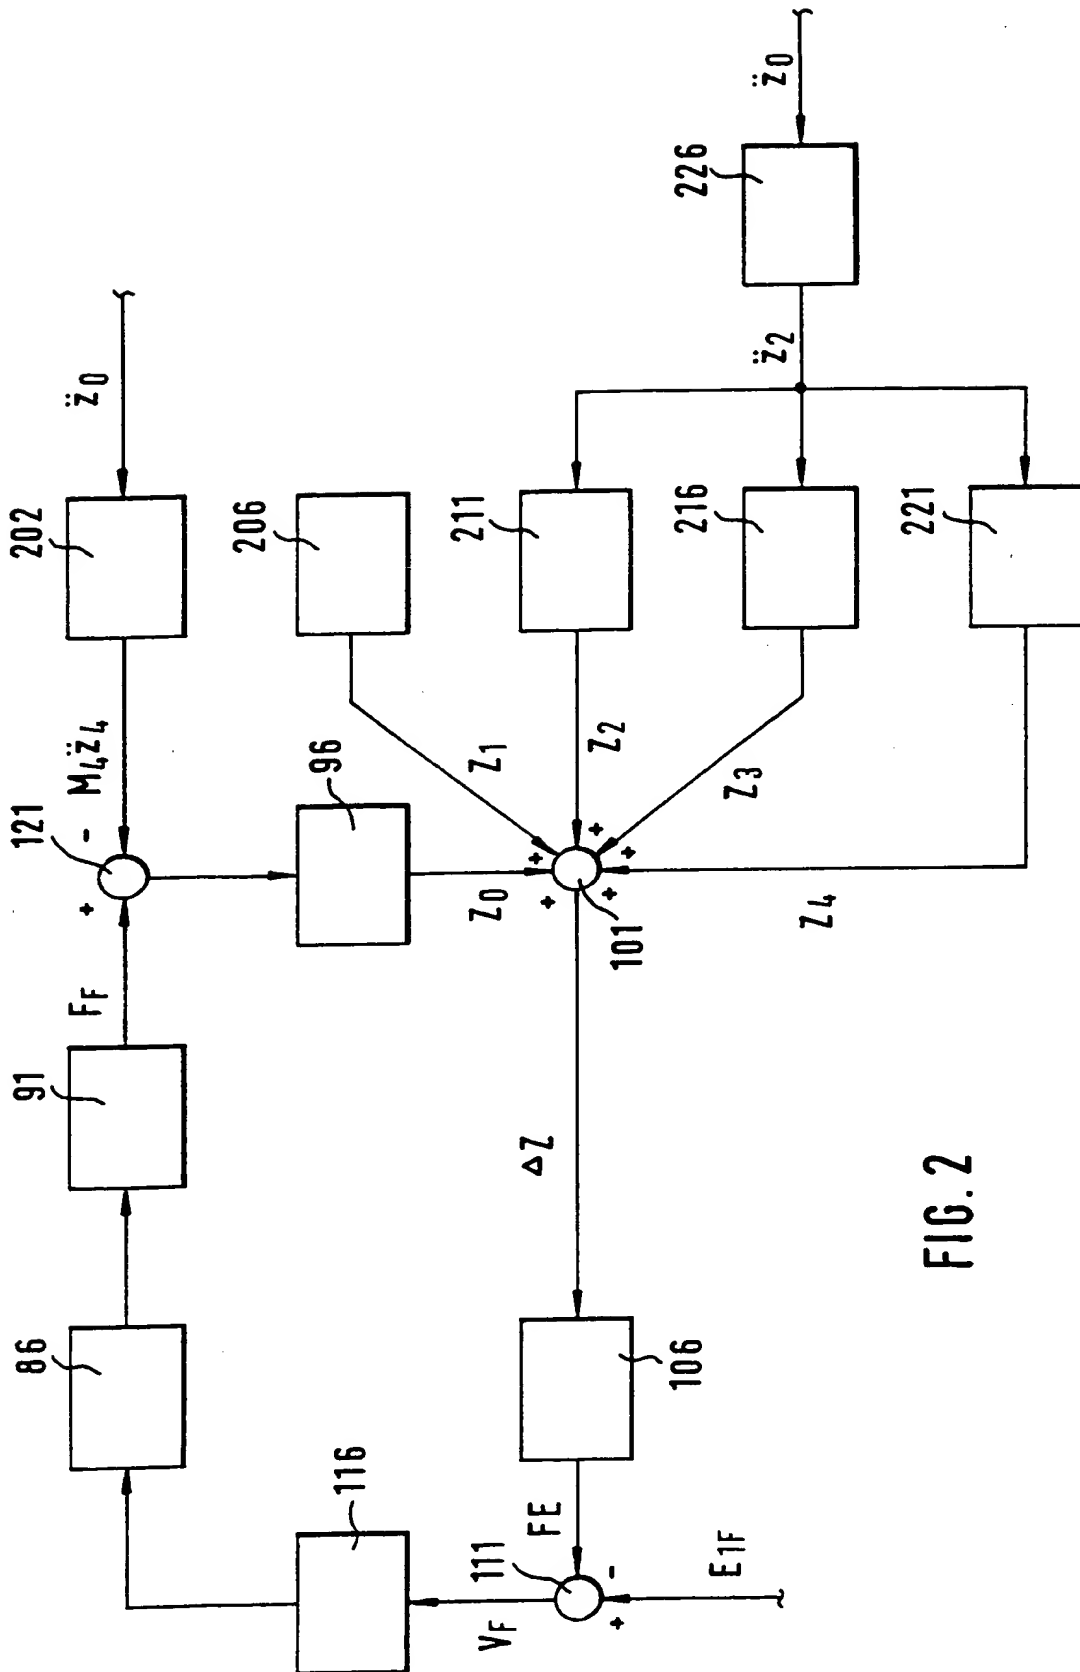 86
91
F_F
121
+
-
M₄z̈₄
202
z̈₀
116
96
206
Z₀
Z₁
V_F
111
FE
-
+
E₁F
106
ΔZ
101
+
+
+
+
+
Z₂
211
Z₃
216
Z₄
221
z̈₂
226
z̈₀
FIG. 2